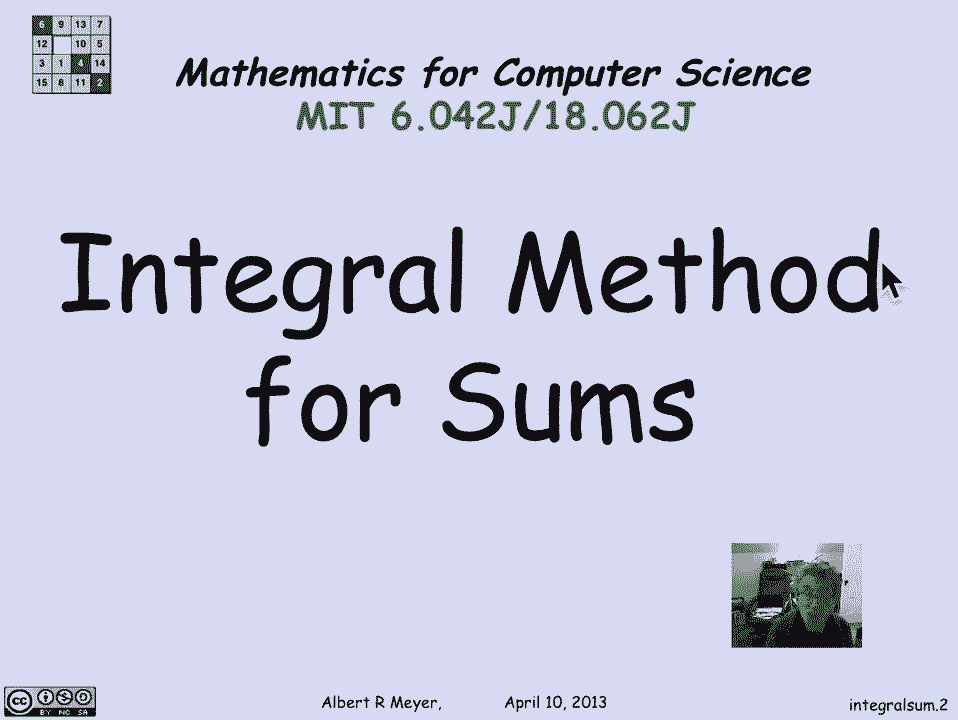 6 9 13 7
12 10 5
3 1 4 14
15 8 11 2
Mathematics for Computer Science
MIT 6.042J/18.062J
Integral Method
for Sums
cc BY NC SA
Albert R Meyer, April 10, 2013
integralsum.2